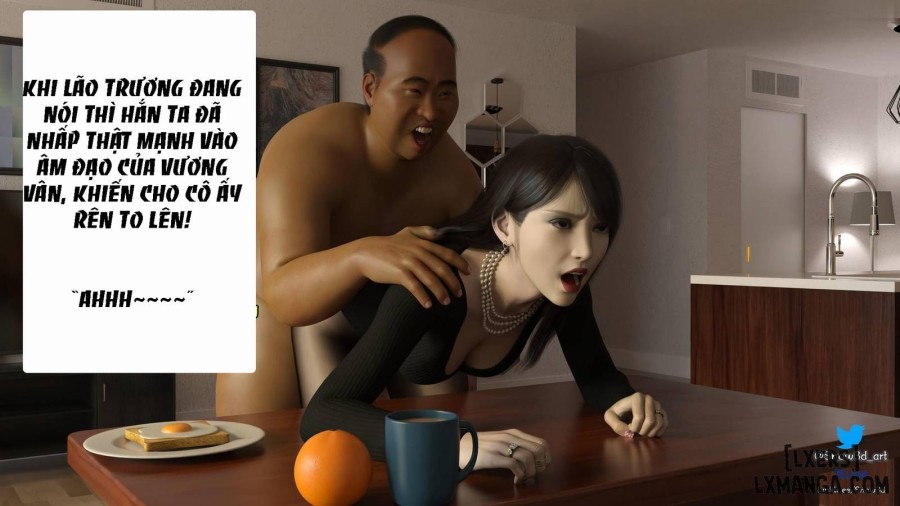 KHI LÃO TRƯƠNG ĐANG
NÓI THÌ HẮN TA ĐÃ
NHẤP THẬT MẠNH VÀO
ÂM ĐẠO CỦA VƯƠNG
VÂN, KHIẾN CHO CÔ ẤY
RÊN TO LÊN!
"AHHH~~~~"
[LXERS]
LXMANGA.COM